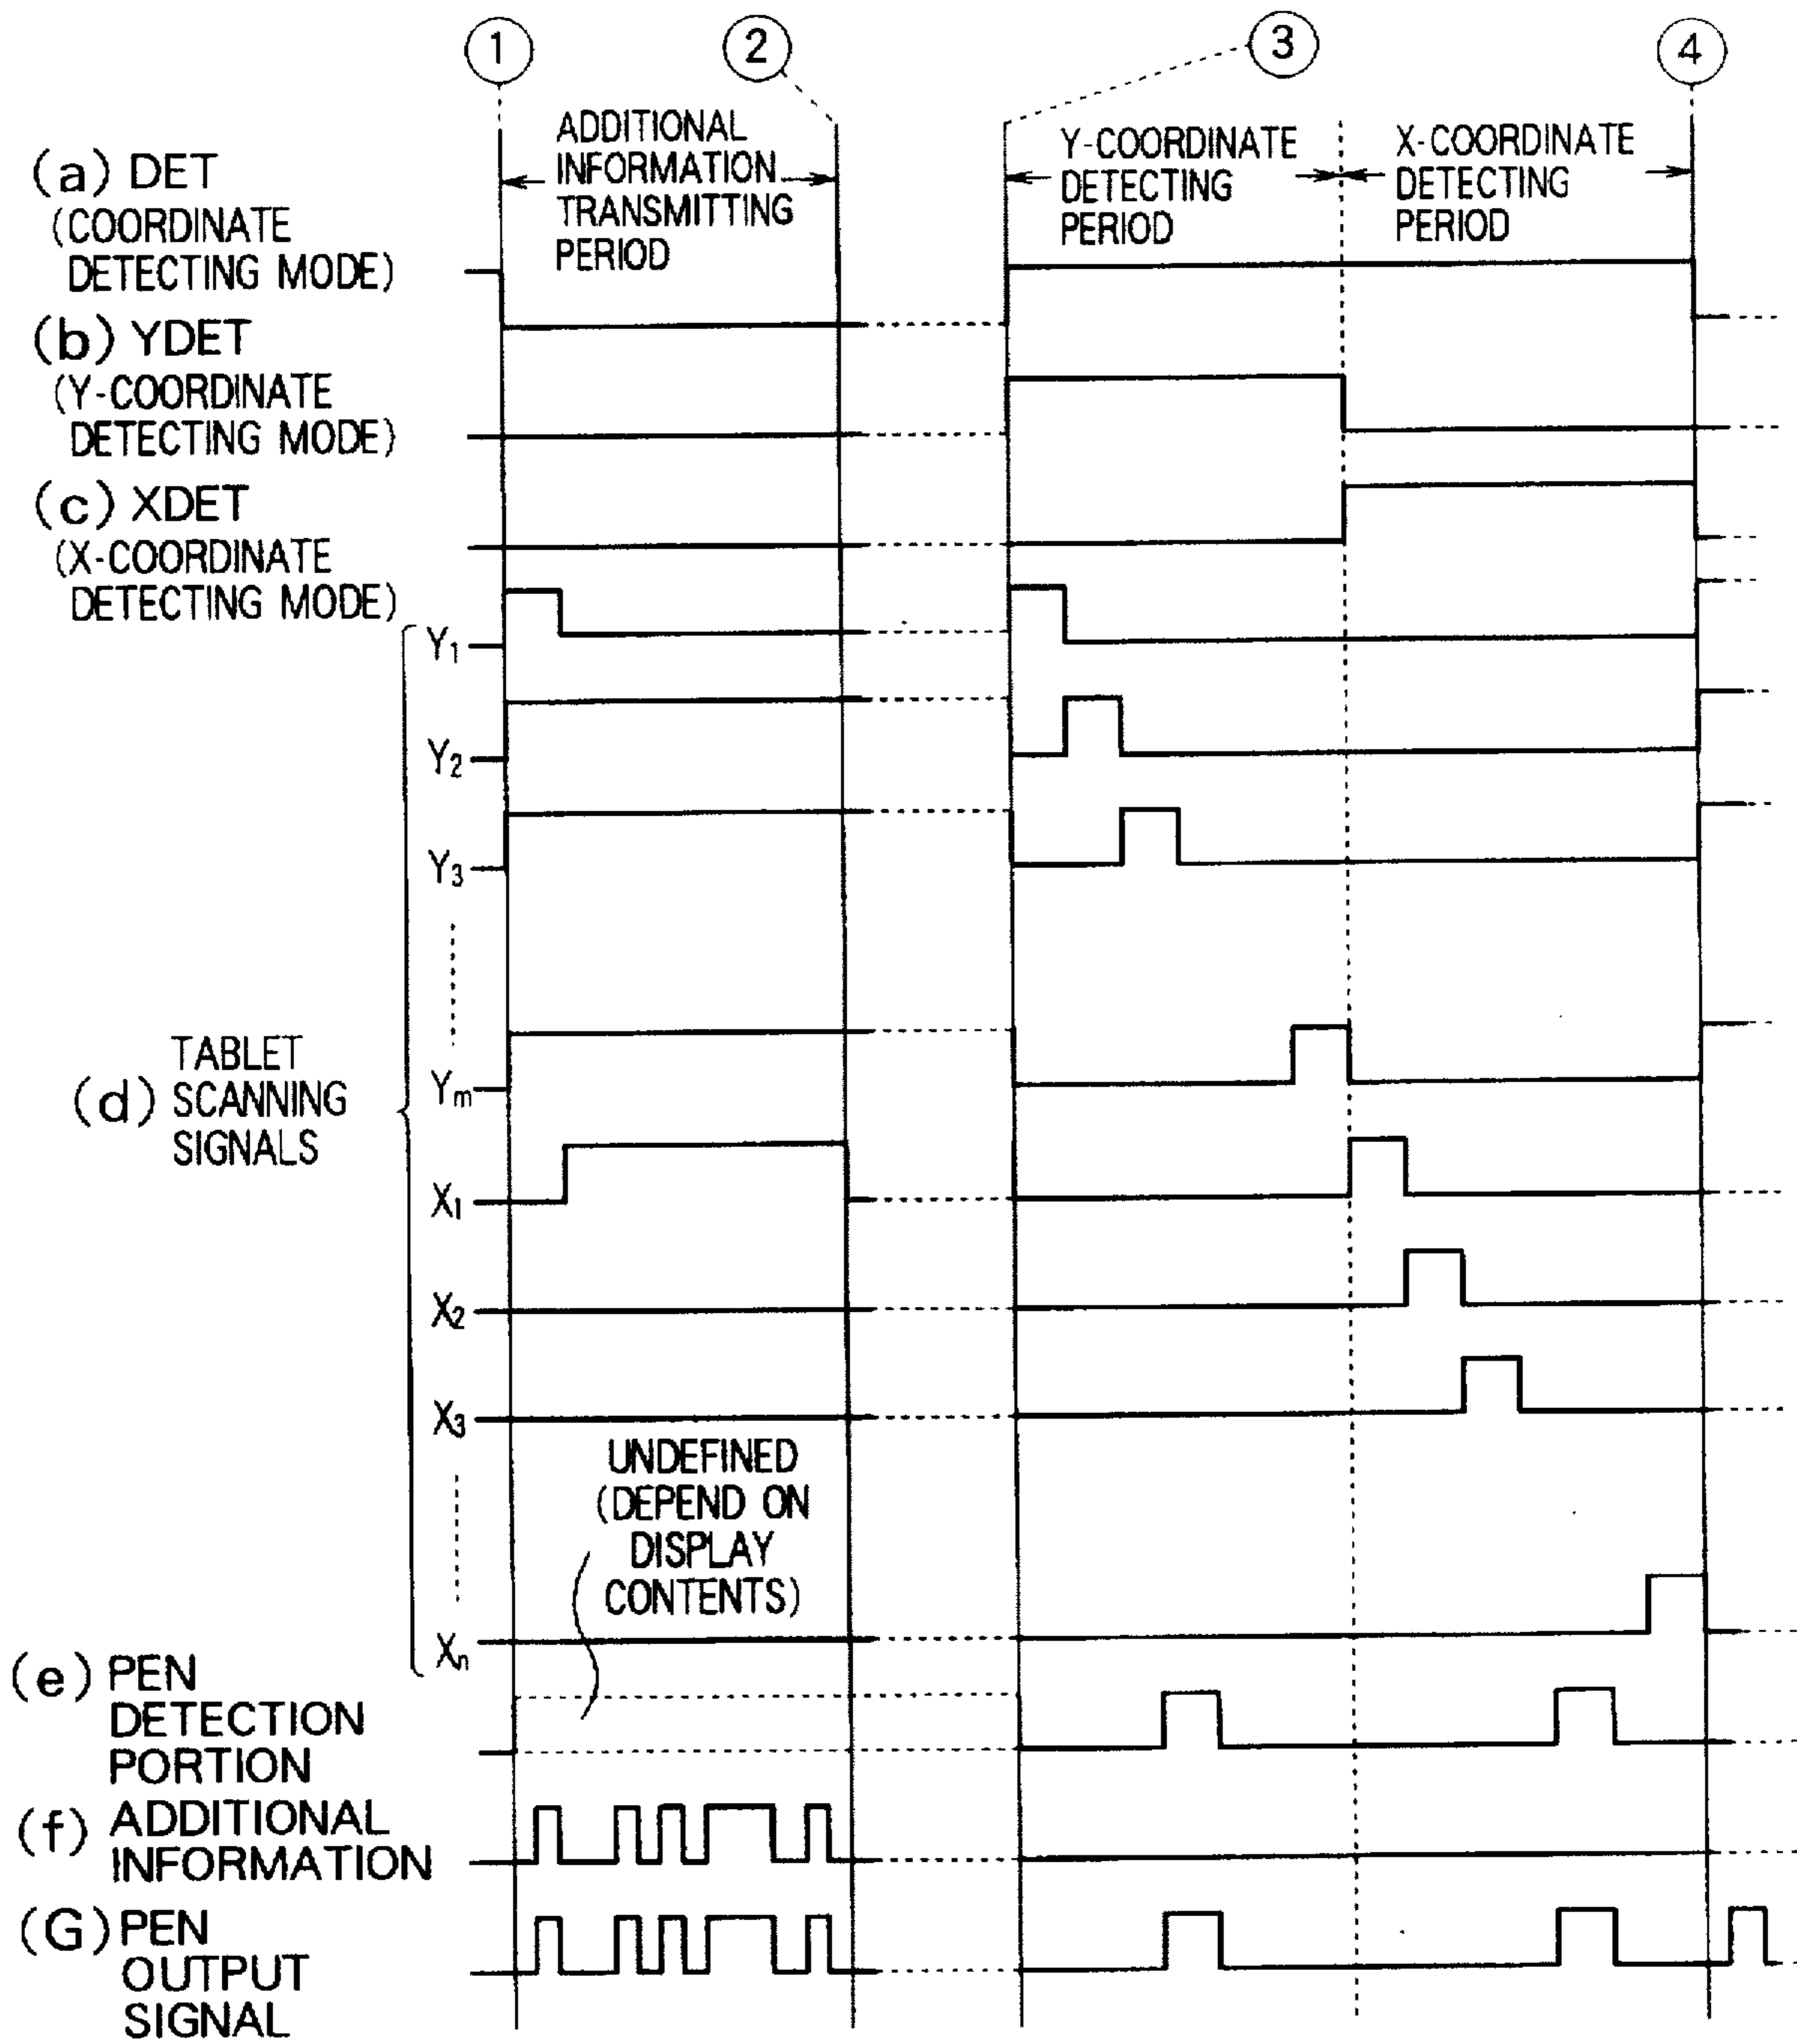 1
2
3
4
ADDITIONAL
INFORMATION
TRANSMITTING
PERIOD
Y-COORDINATE
DETECTING
PERIOD
X-COORDINATE
DETECTING
PERIOD
(a) DET
(COORDINATE
DETECTING MODE)
(b) YDET
(Y-COORDINATE
DETECTING MODE)
(c) XDET
(X-COORDINATE
DETECTING MODE)
Y1
Y2
Y3
Ym
(d) TABLET
SCANNING
SIGNALS
X1
X2
X3
UNDEFINED
(DEPEND ON
DISPLAY
CONTENTS)
Xn
(e) PEN
DETECTION
PORTION
(f) ADDITIONAL
INFORMATION
(G) PEN
OUTPUT
SIGNAL